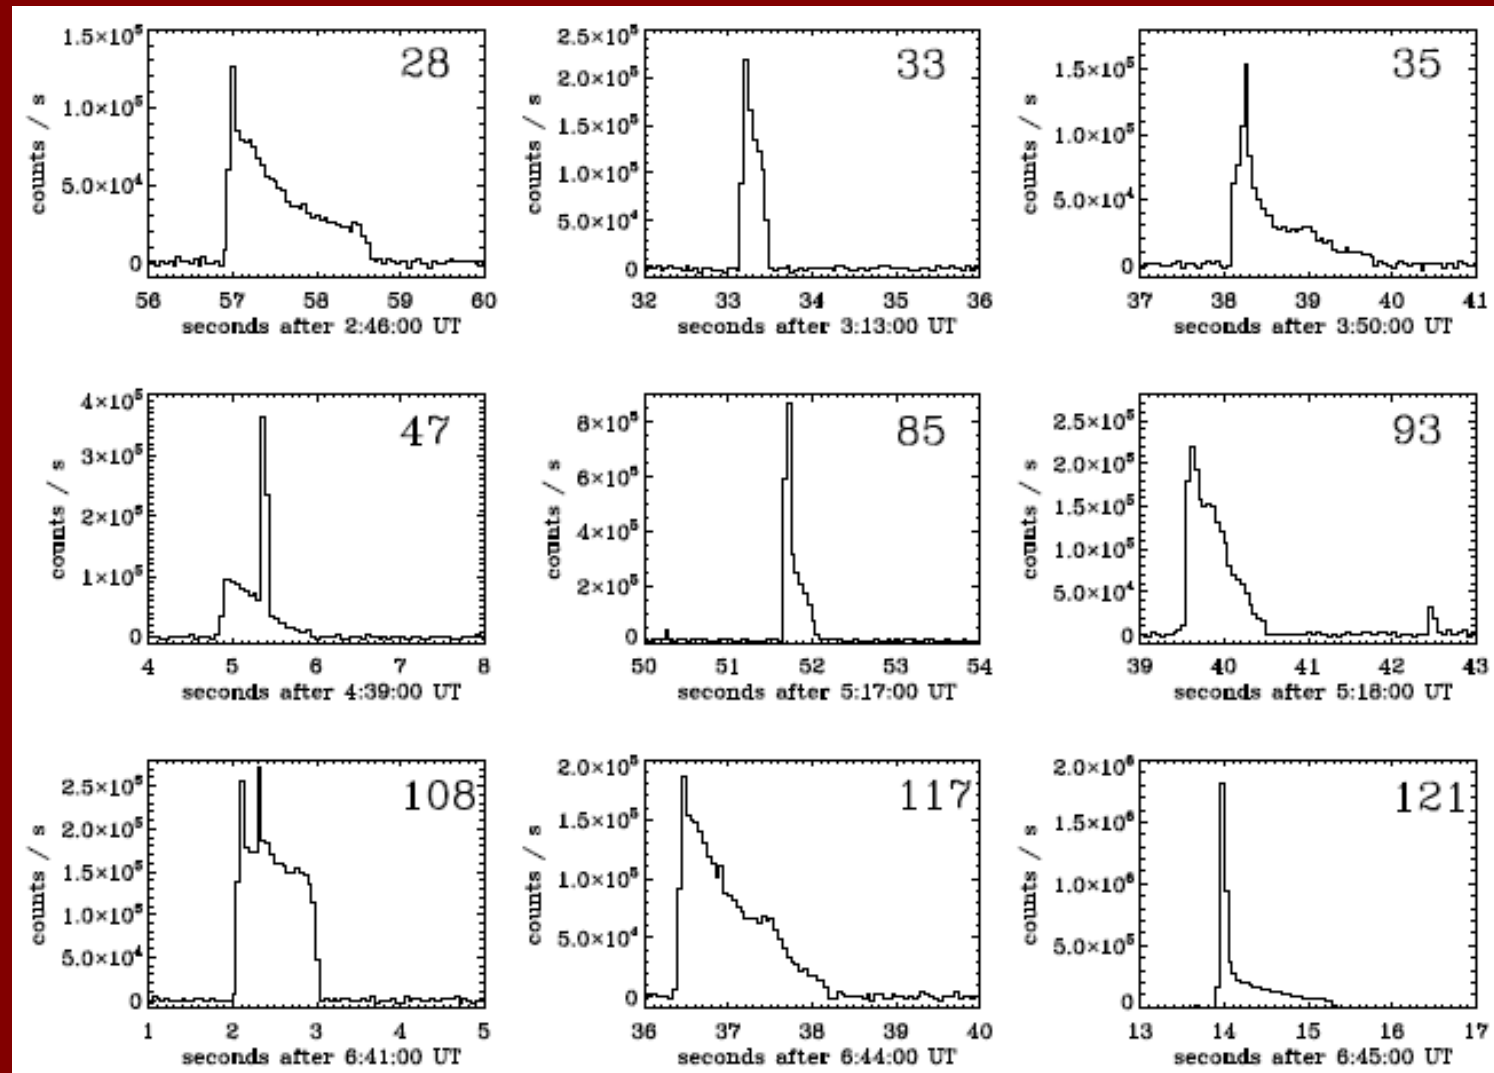 28
1.5×10⁵
1.0×10⁵
5.0×10⁴
0
counts / s
56 57 58 59 60
seconds after 2:46:00 UT
33
2.5×10⁵
2.0×10⁵
1.5×10⁵
1.0×10⁵
5.0×10⁴
0
counts / s
32 33 34 35 36
seconds after 3:13:00 UT
35
1.5×10⁵
1.0×10⁵
5.0×10⁴
0
counts / s
37 38 39 40 41
seconds after 3:50:00 UT
47
4×10⁵
3×10⁵
2×10⁵
1×10⁵
0
counts / s
4 5 6 7 8
seconds after 4:39:00 UT
85
8×10⁵
6×10⁵
4×10⁵
2×10⁵
0
counts / s
50 51 52 53 54
seconds after 5:17:00 UT
93
2.5×10⁵
2.0×10⁵
1.5×10⁵
1.0×10⁵
5.0×10⁴
0
counts / s
39 40 41 42 43
seconds after 5:18:00 UT
108
2.5×10⁵
2.0×10⁵
1.5×10⁵
1.0×10⁵
5.0×10⁴
0
counts / s
1 2 3 4 5
seconds after 6:41:00 UT
117
2.0×10⁵
1.5×10⁵
1.0×10⁵
5.0×10⁴
0
counts / s
36 37 38 39 40
seconds after 6:44:00 UT
121
2.0×10⁶
1.5×10⁶
1.0×10⁶
5.0×10⁵
0
counts / s
13 14 15 16 17
seconds after 6:45:00 UT